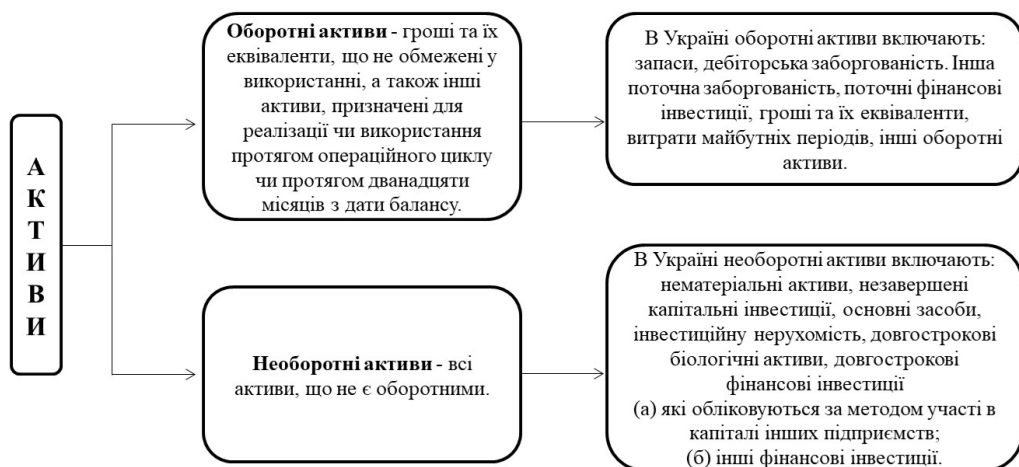 АКТИВИ
Оборотні активи - гроші та їх
еквіваленти, що не обмежені у
використанні, а також інші
активи, призначені для
реалізації чи використання
протягом операційного циклу
чи протягом дванадцяти
місяців з дати балансу.
В Україні оборотні активи включають:
запаси, дебіторська заборгованість. Інша
поточна заборгованість, поточні фінансові
інвестиції, гроші та їх еквіваленти,
витрати майбутніх періодів, інші оборотні
активи.
Необоротні активи - всі
активи, що не є оборотними.
В Україні необоротні активи включають:
нематеріальні активи, незавершені
капітальні інвестиції, основні засоби,
інвестиційну нерухомість, довгострокові
біологічні активи, довгострокові
фінансові інвестиції
(а) які обліковуються за методом участі в
капіталі інших підприємств;
(б) інші фінансові інвестиції.